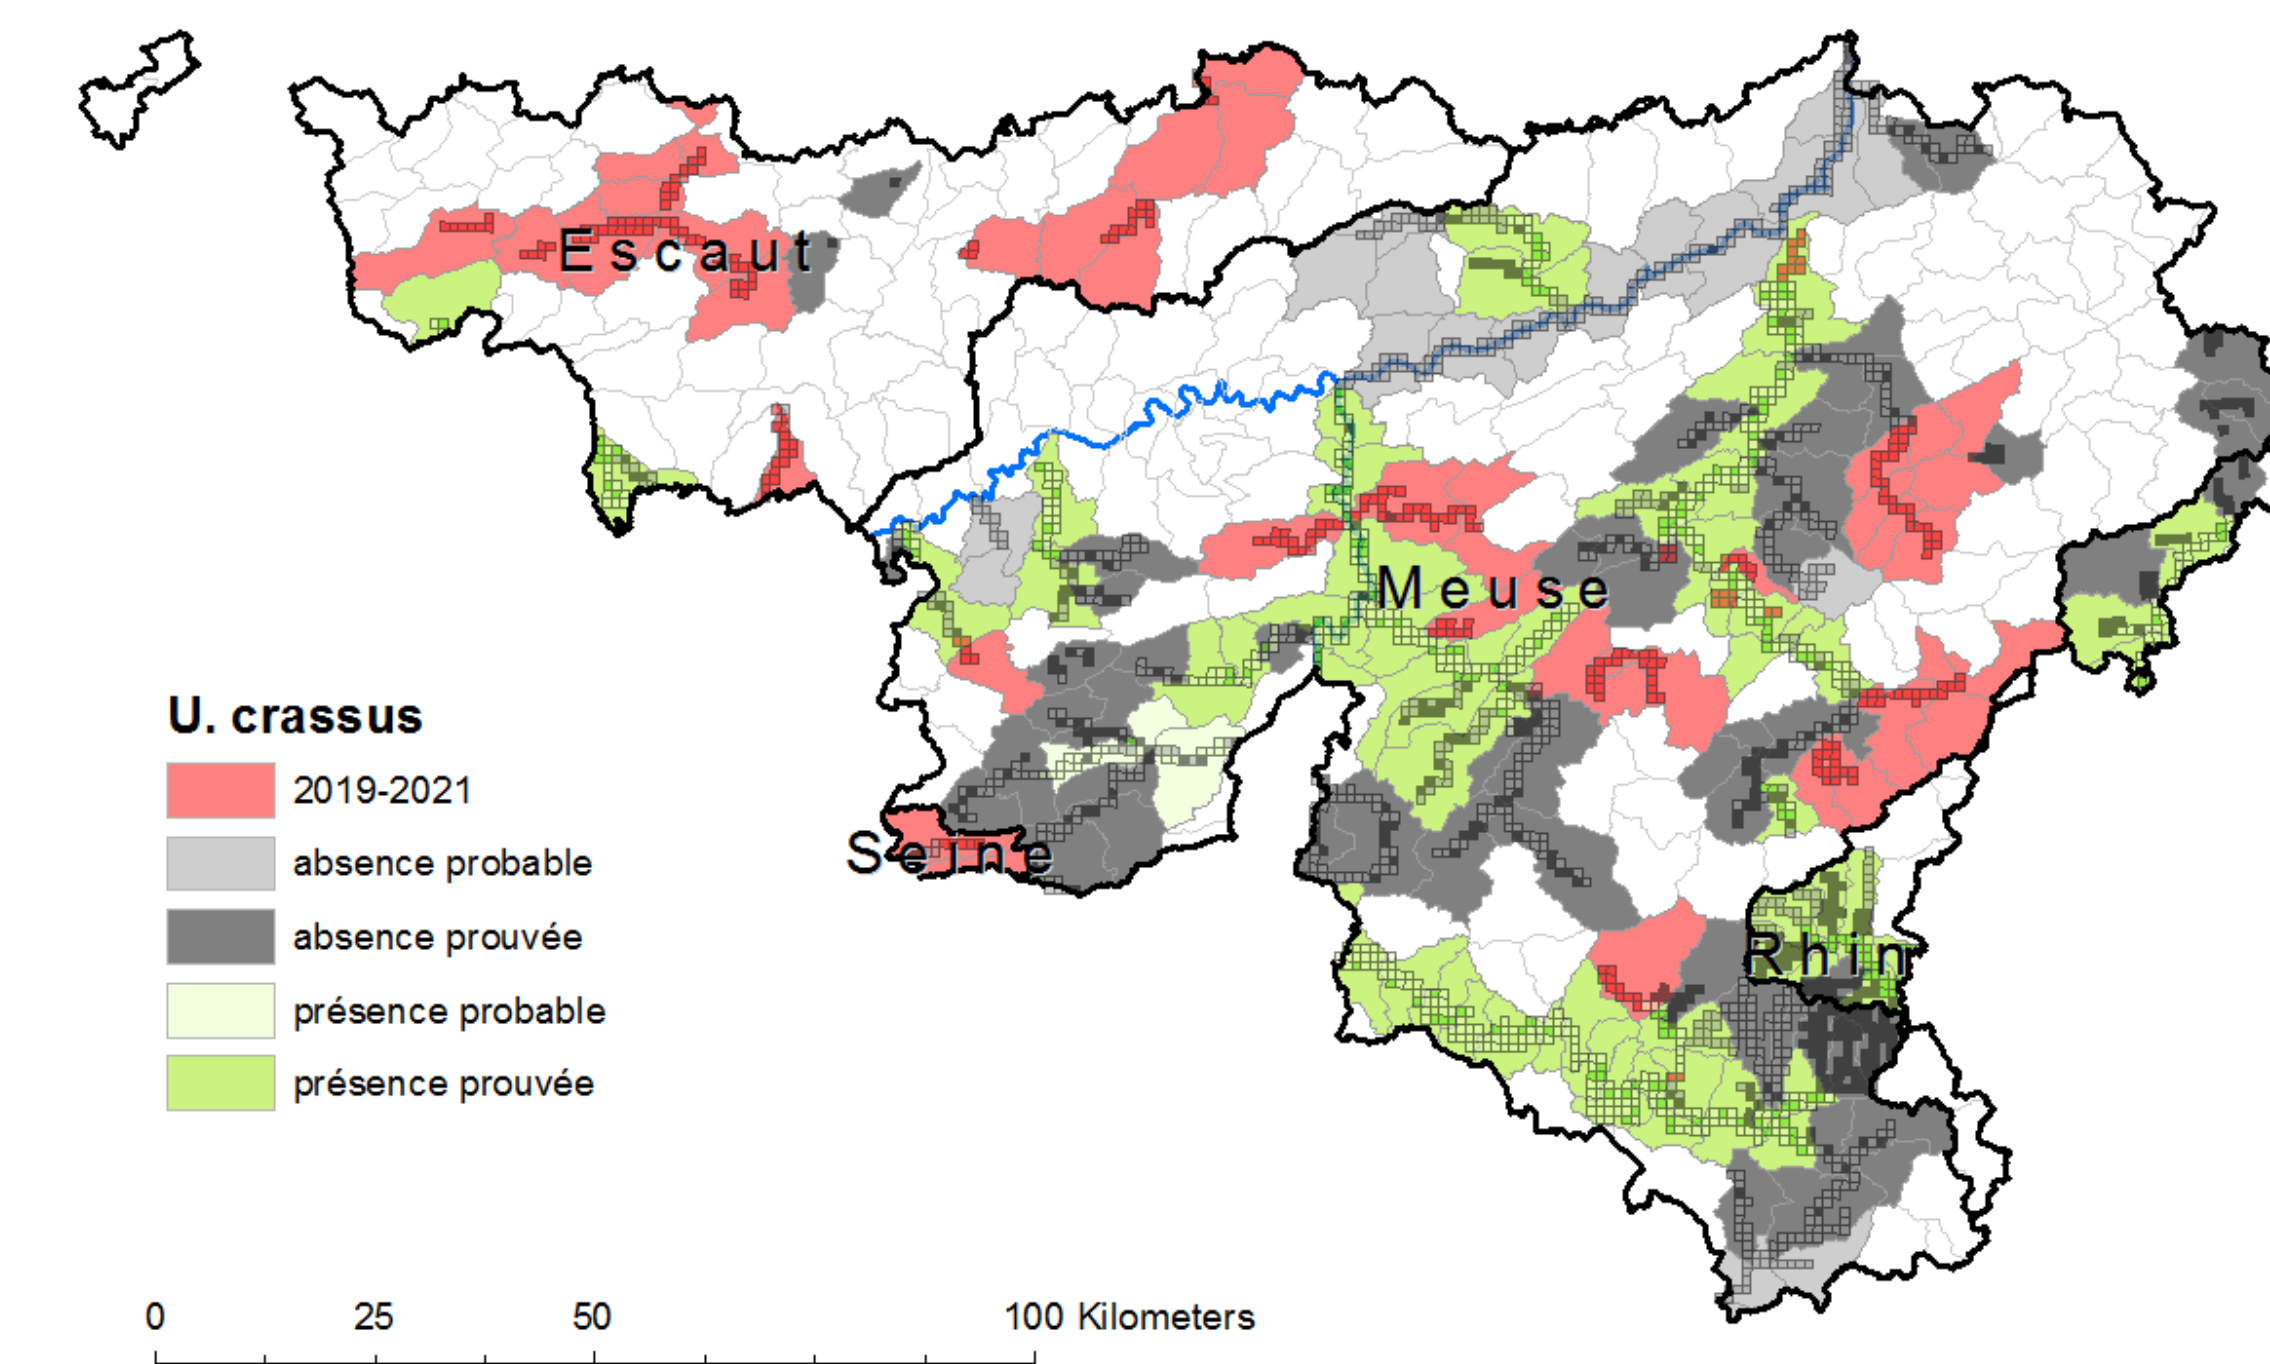 Escaut
Meuse
U. crassus
2019-2021
absence probable
Seine
absence prouvée
Rhin
présence probable
présence prouvée
0 25 50 100 Kilometers